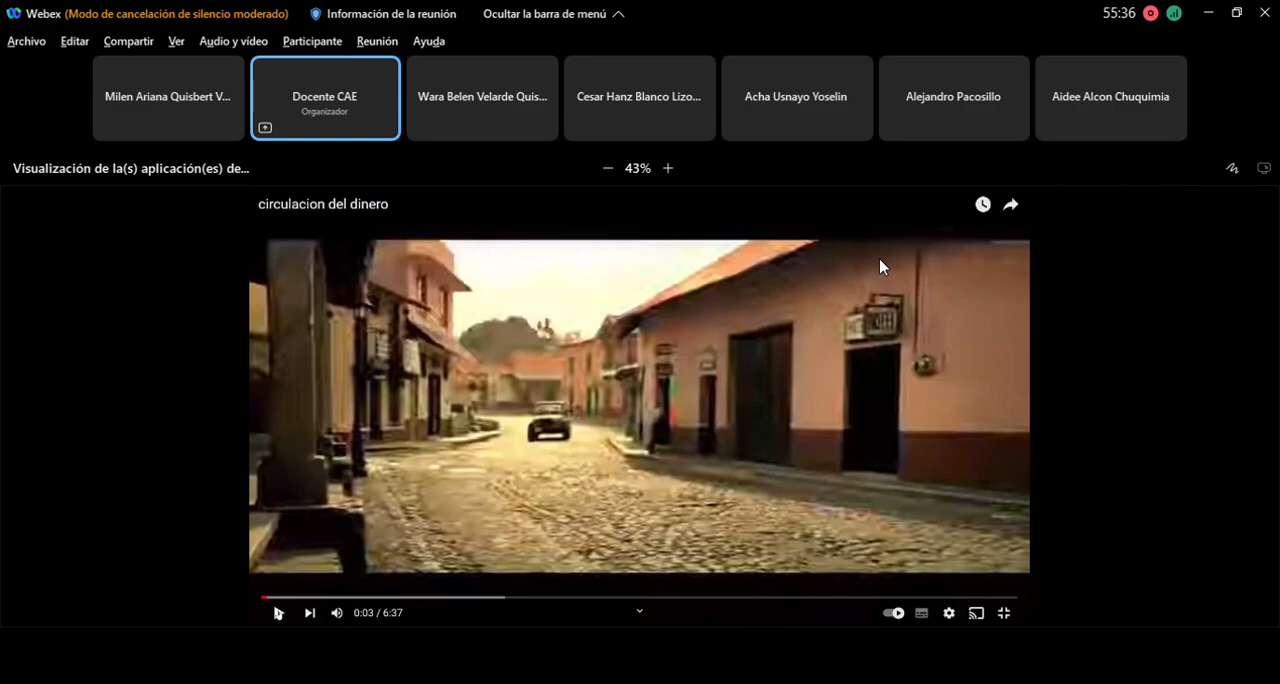 Webex (Modo de cancelación de silencio moderado) Información de la reunión Ocultar la barra de menú 55:36
Archivo Editar Compartir Ver Audio y vídeo Participante Reunión Ayuda
Milen Ariana Quisbert V... Docente CAE Wara Belen Velarde Quis... Cesar Hanz Blanco Lizo... Acha Usnayo Yoselin Alejandro Pacosillo Aidee Alcon Chuquimia
Organizador
Visualización de la(s) aplicación(es) de... 43%
circulacion del dinero
0:03 / 6:37